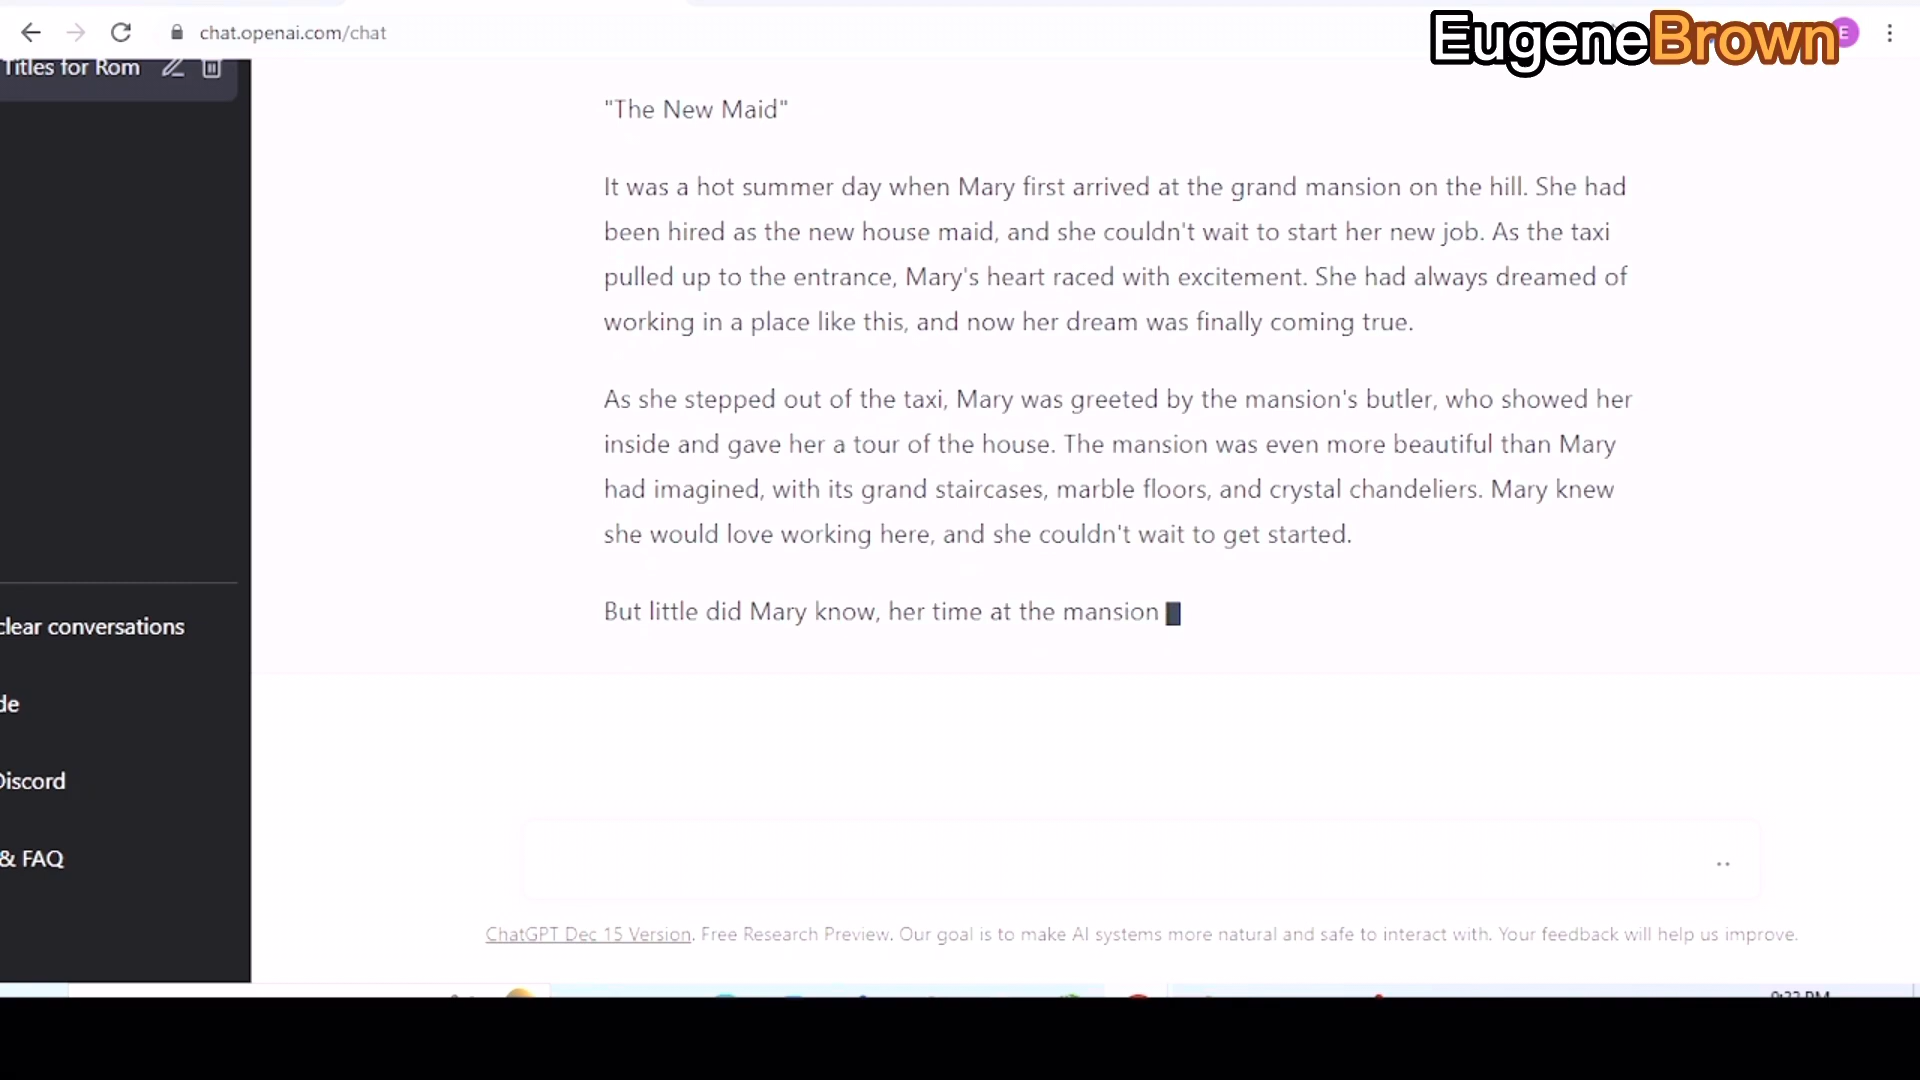 chat.openai.com/chat
EugeneBrown
E
Titles for Rom
"The New Maid"
It was a hot summer day when Mary first arrived at the grand mansion on the hill. She had
been hired as the new house maid, and she couldn't wait to start her new job. As the taxi
pulled up to the entrance, Mary's heart raced with excitement. She had always dreamed of
working in a place like this, and now her dream was finally coming true.
As she stepped out of the taxi, Mary was greeted by the mansion's butler, who showed her
inside and gave her a tour of the house. The mansion was even more beautiful than Mary
had imagined, with its grand staircases, marble floors, and crystal chandeliers. Mary knew
she would love working here, and she couldn't wait to get started.
But little did Mary know, her time at the mansion
clear conversations
de
Discord
& FAQ
ChatGPT Dec 15 Version. Free Research Preview. Our goal is to make AI systems more natural and safe to interact with. Your feedback will help us improve.